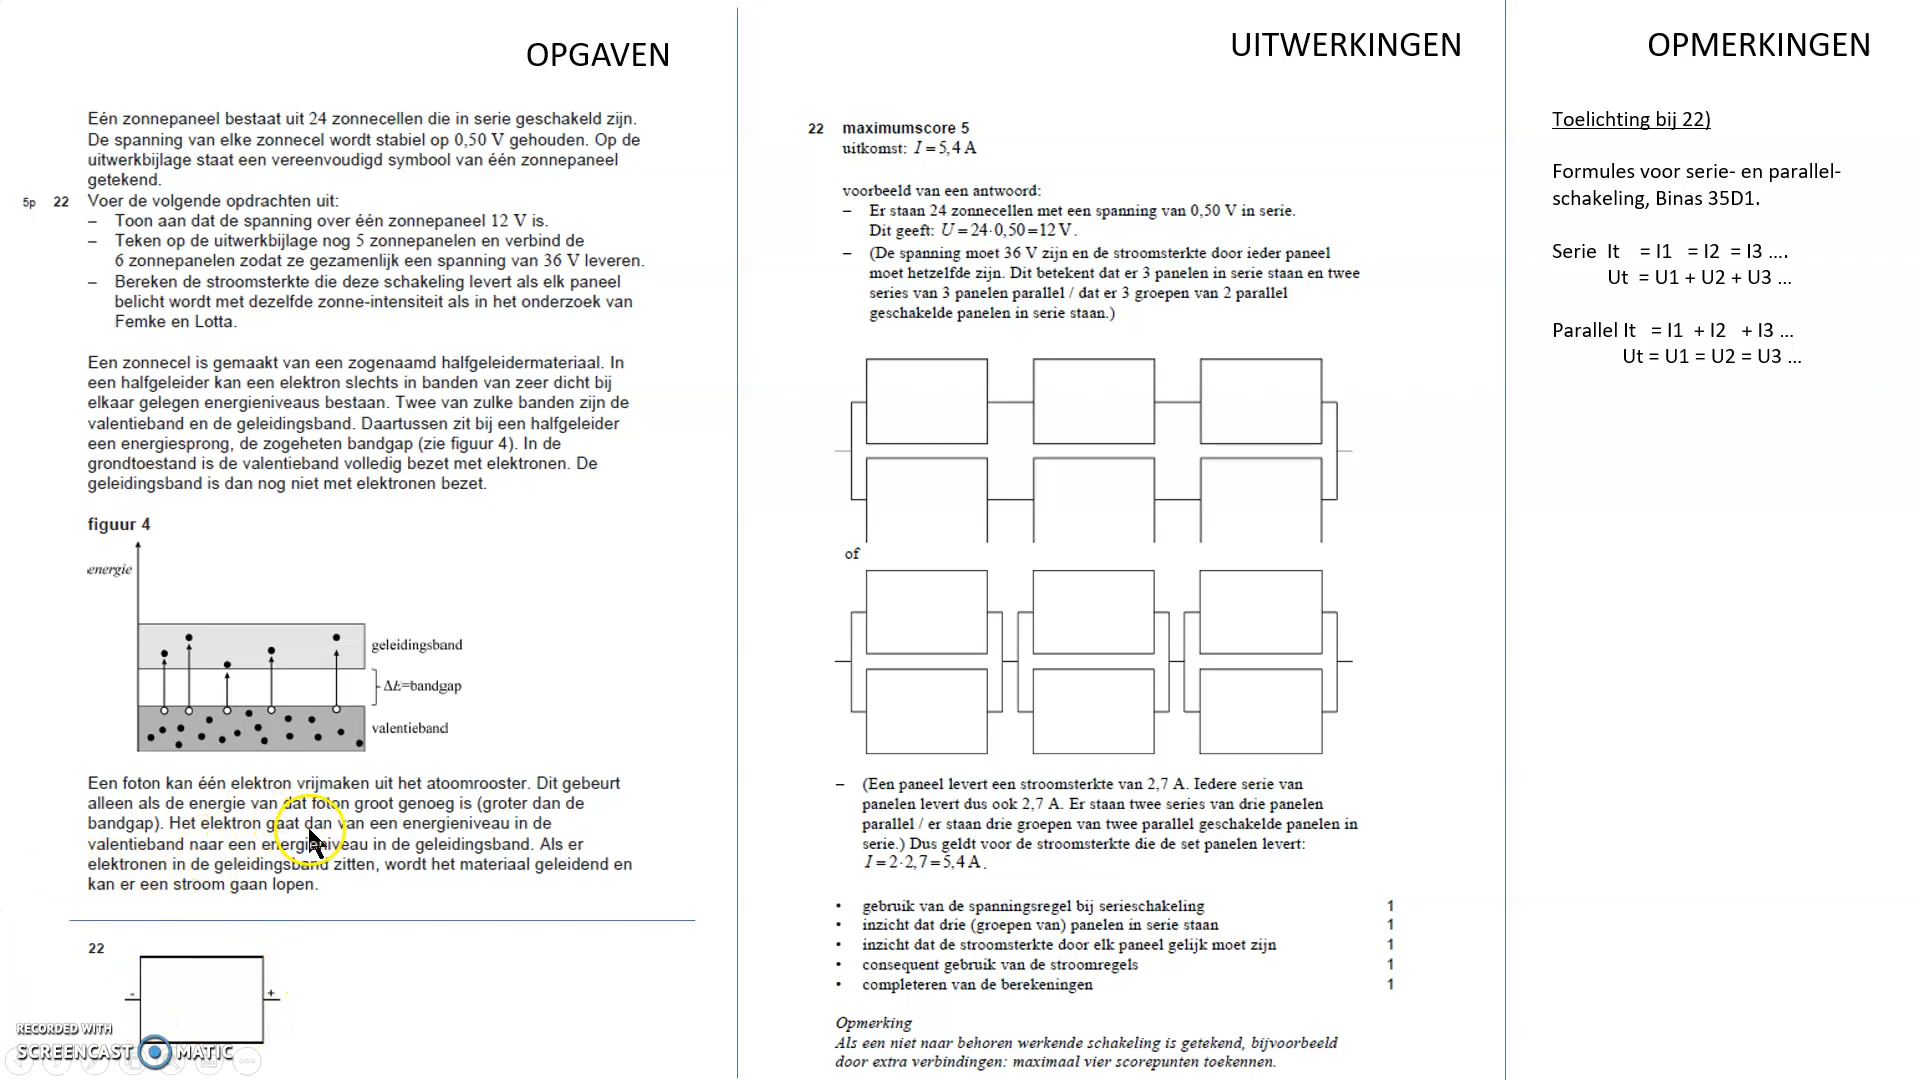 OPGAVEN
Eén zonnepaneel bestaat uit 24 zonnecellen die in serie geschakeld zijn.
De spanning van elke zonnecel wordt stabiel op 0,50 V gehouden. Op de
uitwerkbijlage staat een vereenvoudigd symbool van één zonnepaneel
getekend.
5p 22 Voer de volgende opdrachten uit:
– Toon aan dat de spanning over één zonnepaneel 12 V is.
– Teken op de uitwerkbijlage nog 5 zonnepanelen en verbind de
6 zonnepanelen zodat ze gezamenlijk een spanning van 36 V leveren.
– Bereken de stroomsterkte die deze schakeling levert als elk paneel
belicht wordt met dezelfde zonne-intensiteit als in het onderzoek van
Femke en Lotta.
Een zonnecel is gemaakt van een zogenaamd halfgeleidermateriaal. In
een halfgeleider kan een elektron slechts in banden van zeer dicht bij
elkaar gelegen energieniveaus bestaan. Twee van zulke banden zijn de
valentieband en de geleidingsband. Daartussen zit bij een halfgeleider
een energiesprong, de zogeheten bandgap (zie figuur 4). In de
grondtoestand is de valentieband volledig bezet met elektronen. De
geleidingsband is dan nog niet met elektronen bezet.
figuur 4
energie
geleidingsband
ΔE=bandgap
valentieband
Een foton kan één elektron vrijmaken uit het atoomrooster. Dit gebeurt
alleen als de energie van dat foton groot genoeg is (groter dan de
bandgap). Het elektron gaat dan van een energieniveau in de
valentieband naar een energieniveau in de geleidingsband. Als er
elektronen in de geleidingsband zitten, wordt het materiaal geleidend en
kan er een stroom gaan lopen.
22
- +
RECORDED WITH
SCREENCAST MATIC
UITWERKINGEN
22 maximumscore 5
uitkomst: I = 5,4 A
voorbeeld van een antwoord:
– Er staan 24 zonnecellen met een spanning van 0,50 V in serie.
Dit geeft: U = 24·0,50 = 12 V.
– (De spanning moet 36 V zijn en de stroomsterkte door ieder paneel
moet hetzelfde zijn. Dit betekent dat er 3 panelen in serie staan en twee
series van 3 panelen parallel / dat er 3 groepen van 2 parallel
geschakelde panelen in serie staan.)
of
– (Een paneel levert een stroomsterkte van 2,7 A. Iedere serie van
panelen levert dus ook 2,7 A. Er staan twee series van drie panelen
parallel / er staan drie groepen van twee parallel geschakelde panelen in
serie.) Dus geldt voor de stroomsterkte die de set panelen levert:
I = 2·2,7 = 5,4 A.
• gebruik van de spanningsregel bij serieschakeling 1
• inzicht dat drie (groepen van) panelen in serie staan 1
• inzicht dat de stroomsterkte door elk paneel gelijk moet zijn 1
• consequent gebruik van de stroomregels 1
• completeren van de berekeningen 1
Opmerking
Als een niet naar behoren werkende schakeling is getekend, bijvoorbeeld
door extra verbindingen: maximaal vier scorepunten toekennen.
OPMERKINGEN
Toelichting bij 22)
Formules voor serie- en parallel-
schakeling, Binas 35D1.
Serie It = I1 = I2 = I3 ....
Ut = U1 + U2 + U3 ...
Parallel It = I1 + I2 + I3 ...
Ut = U1 = U2 = U3 ...